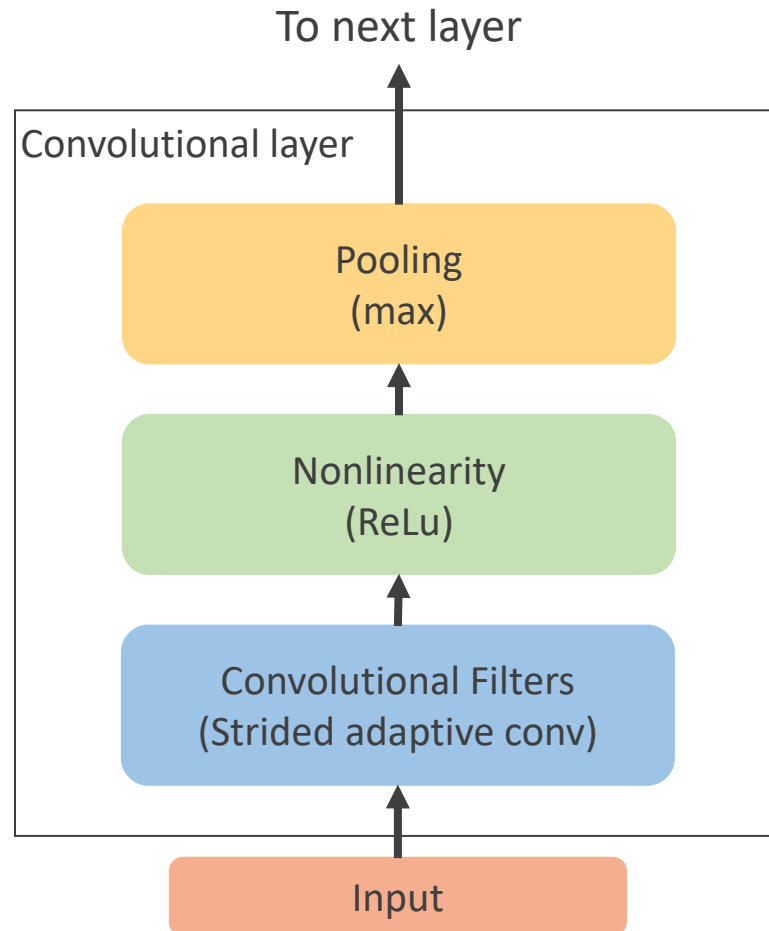 To next layer
Convolutional layer
Pooling
(max)
Nonlinearity
(ReLu)
Convolutional Filters
(Strided adaptive conv)
Input